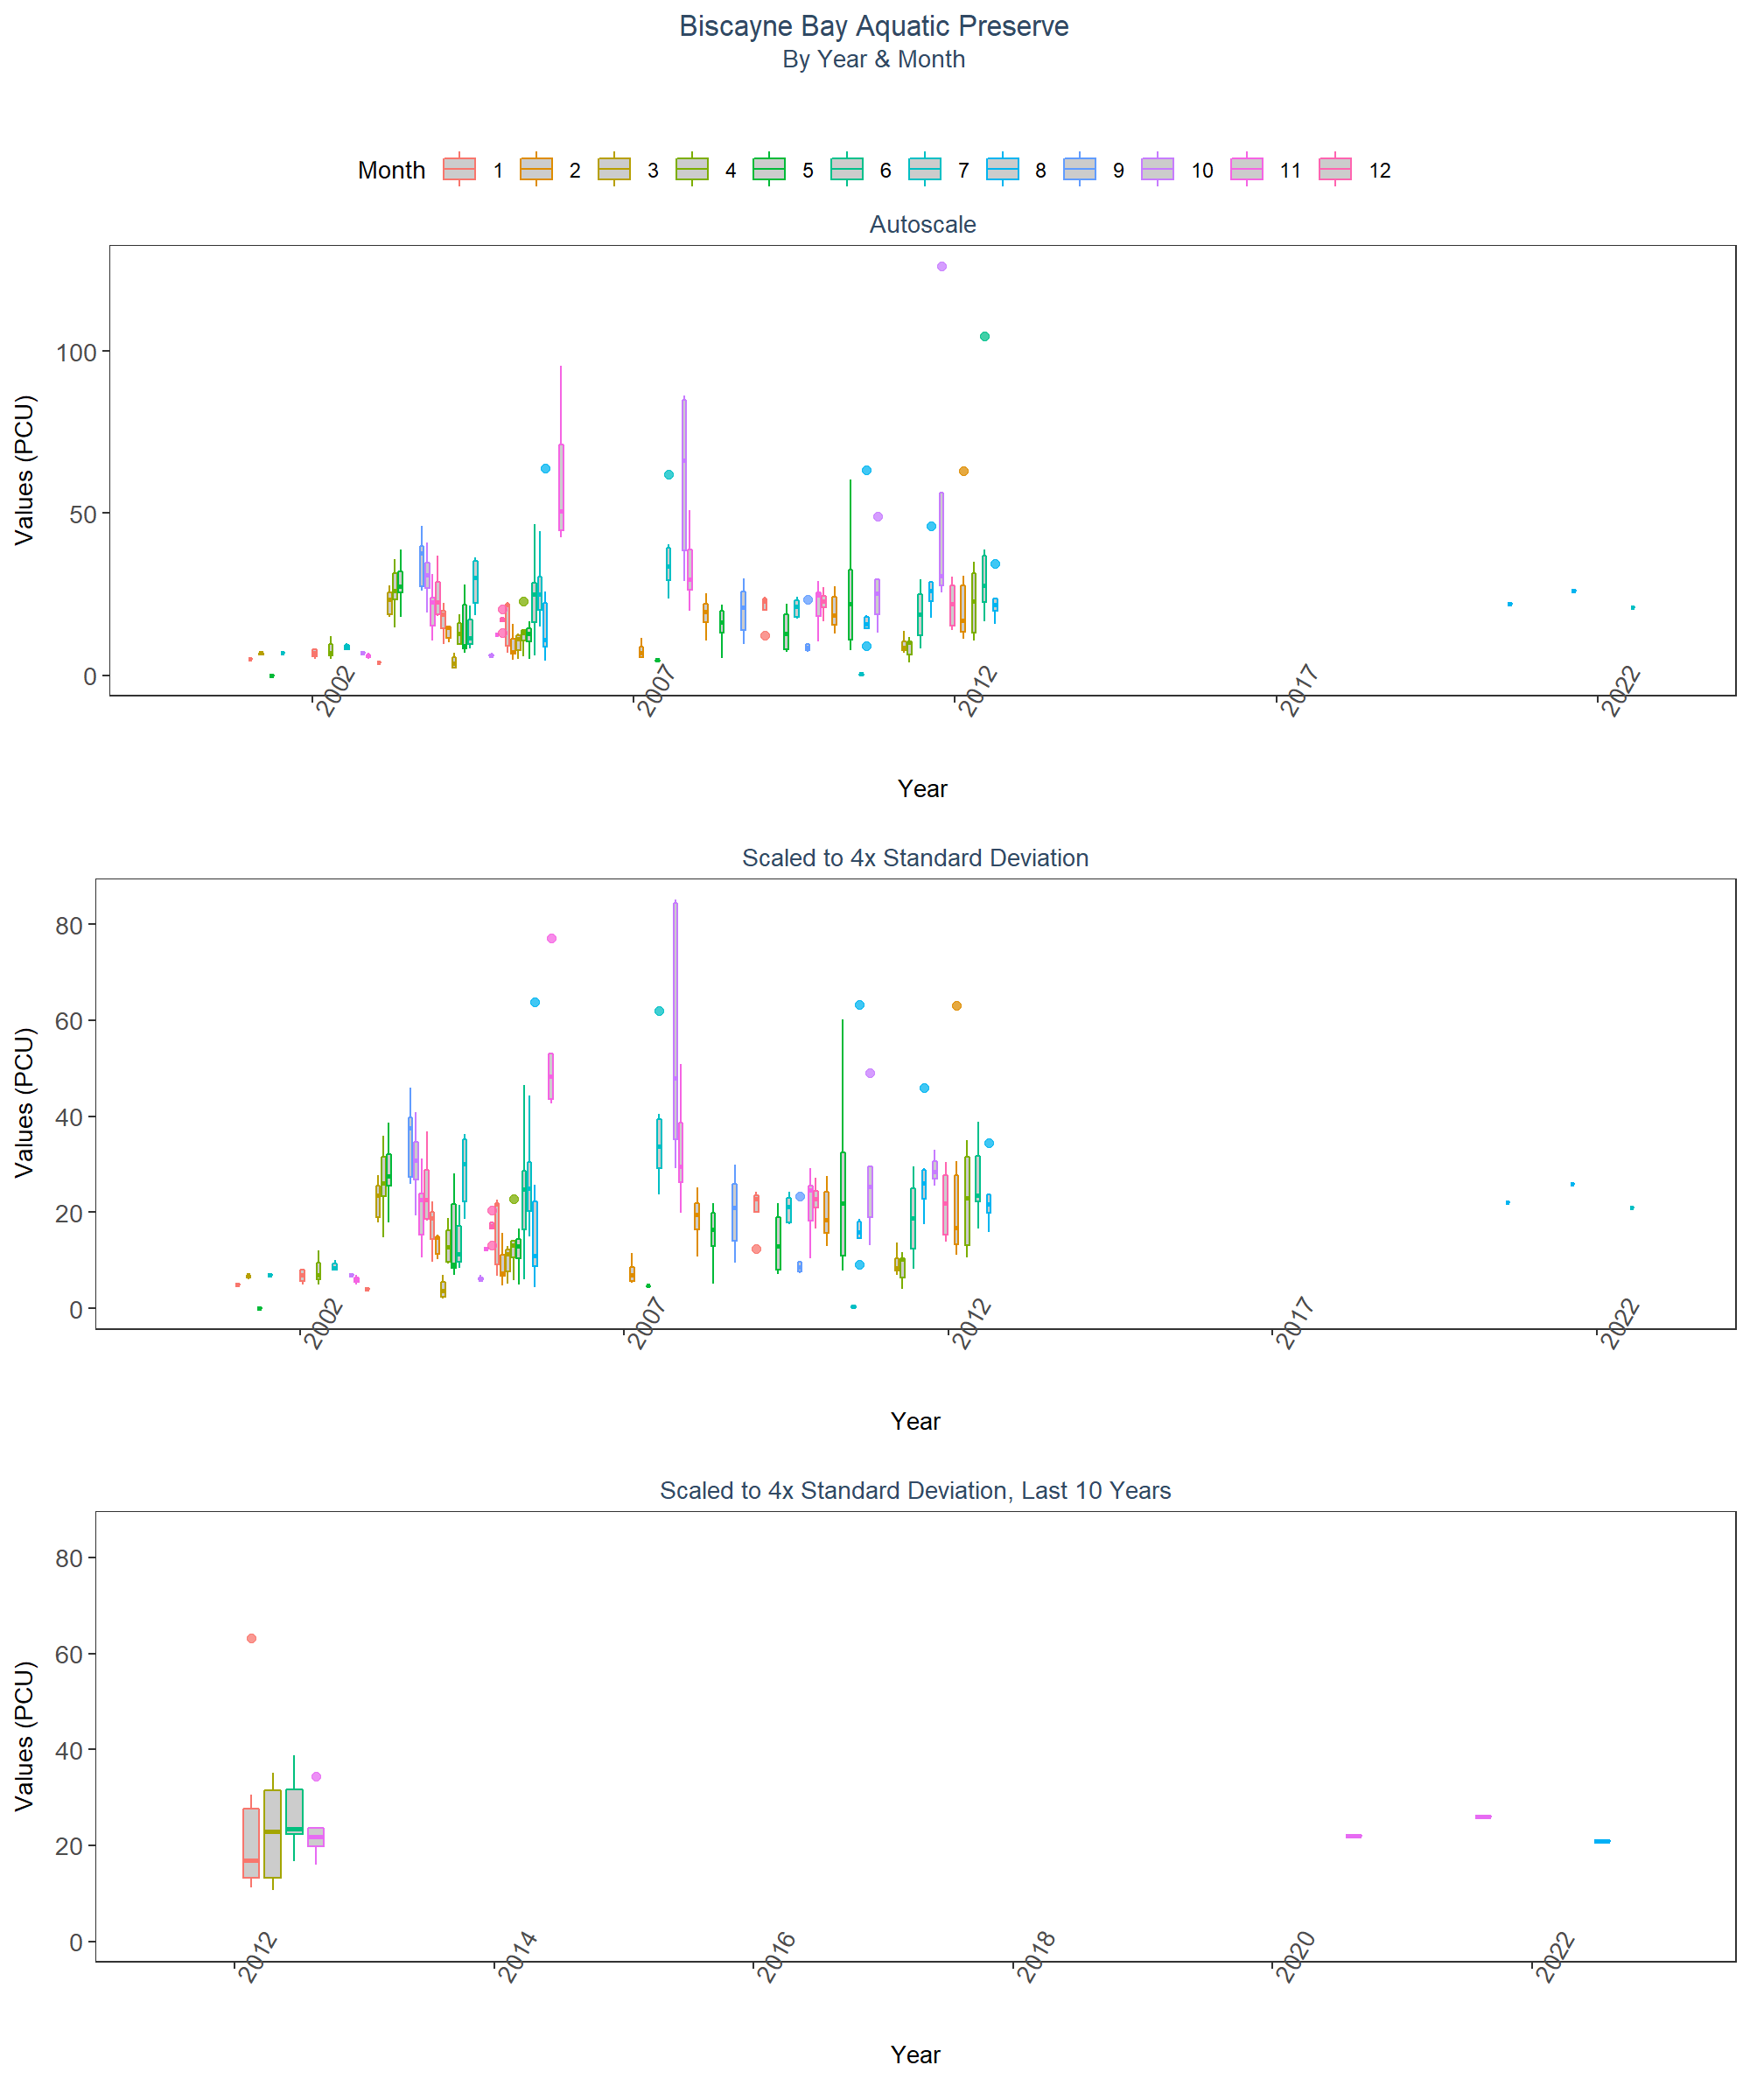 Biscayne Bay Aquatic Preserve
By Year & Month
Month 1 2 3 4 5 6 7 8 9 10 11 12
Autoscale
Values (PCU)
100
50
0
2002 2007 2012 2017 2022
Year
Scaled to 4x Standard Deviation
Values (PCU)
80
60
40
20
0
2002 2007 2012 2017 2022
Year
Scaled to 4x Standard Deviation, Last 10 Years
Values (PCU)
80
60
40
20
0
2012 2014 2016 2018 2020 2022
Year